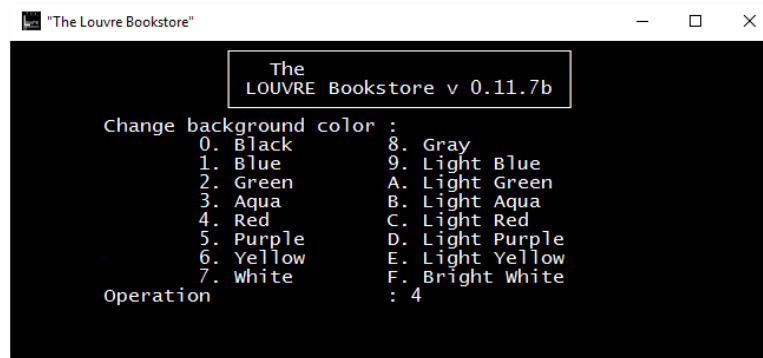 "The Louvre Bookstore"
The
LOUVRE Bookstore v 0.11.7b
Change background color :
0. Black 8. Gray
1. Blue 9. Light Blue
2. Green A. Light Green
3. Aqua B. Light Aqua
4. Red C. Light Red
5. Purple D. Light Purple
6. Yellow E. Light Yellow
7. White F. Bright White
Operation : 4